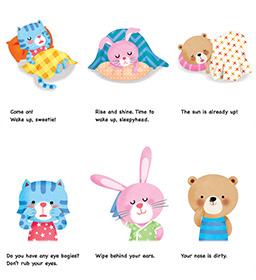 Come on!
Wake up, sweetie!
Rise and shine. Time to
wake up, sleepyhead.
The sun is already up!
Do you have any eye bogies?
Don't rub your eyes.
Wipe behind your ears.
Your nose is dirty.